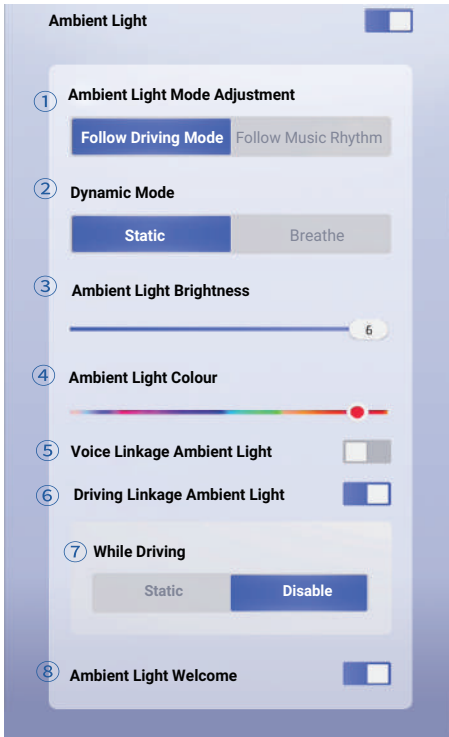 Ambient Light
① Ambient Light Mode Adjustment
Follow Driving Mode Follow Music Rhythm
② Dynamic Mode
Static Breathe
③ Ambient Light Brightness
6
④ Ambient Light Colour
⑤ Voice Linkage Ambient Light
⑥ Driving Linkage Ambient Light
⑦ While Driving
Static Disable
⑧ Ambient Light Welcome